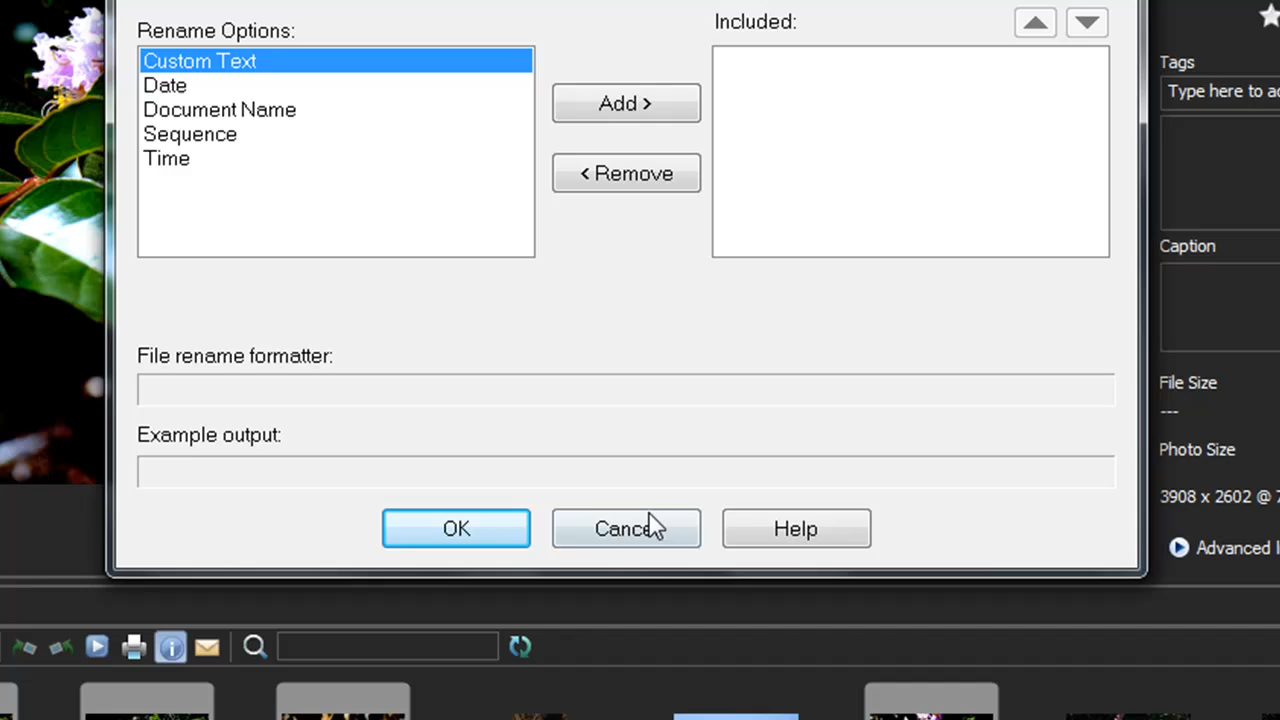 Rename Options:
Included:
Custom Text
Date
Document Name
Sequence
Time
Add >
< Remove
File rename formatter:
Example output:
OK
Help
Tags
Type here to
Caption
File Size
---
Photo Size
3908 x 2602 @
Advanced